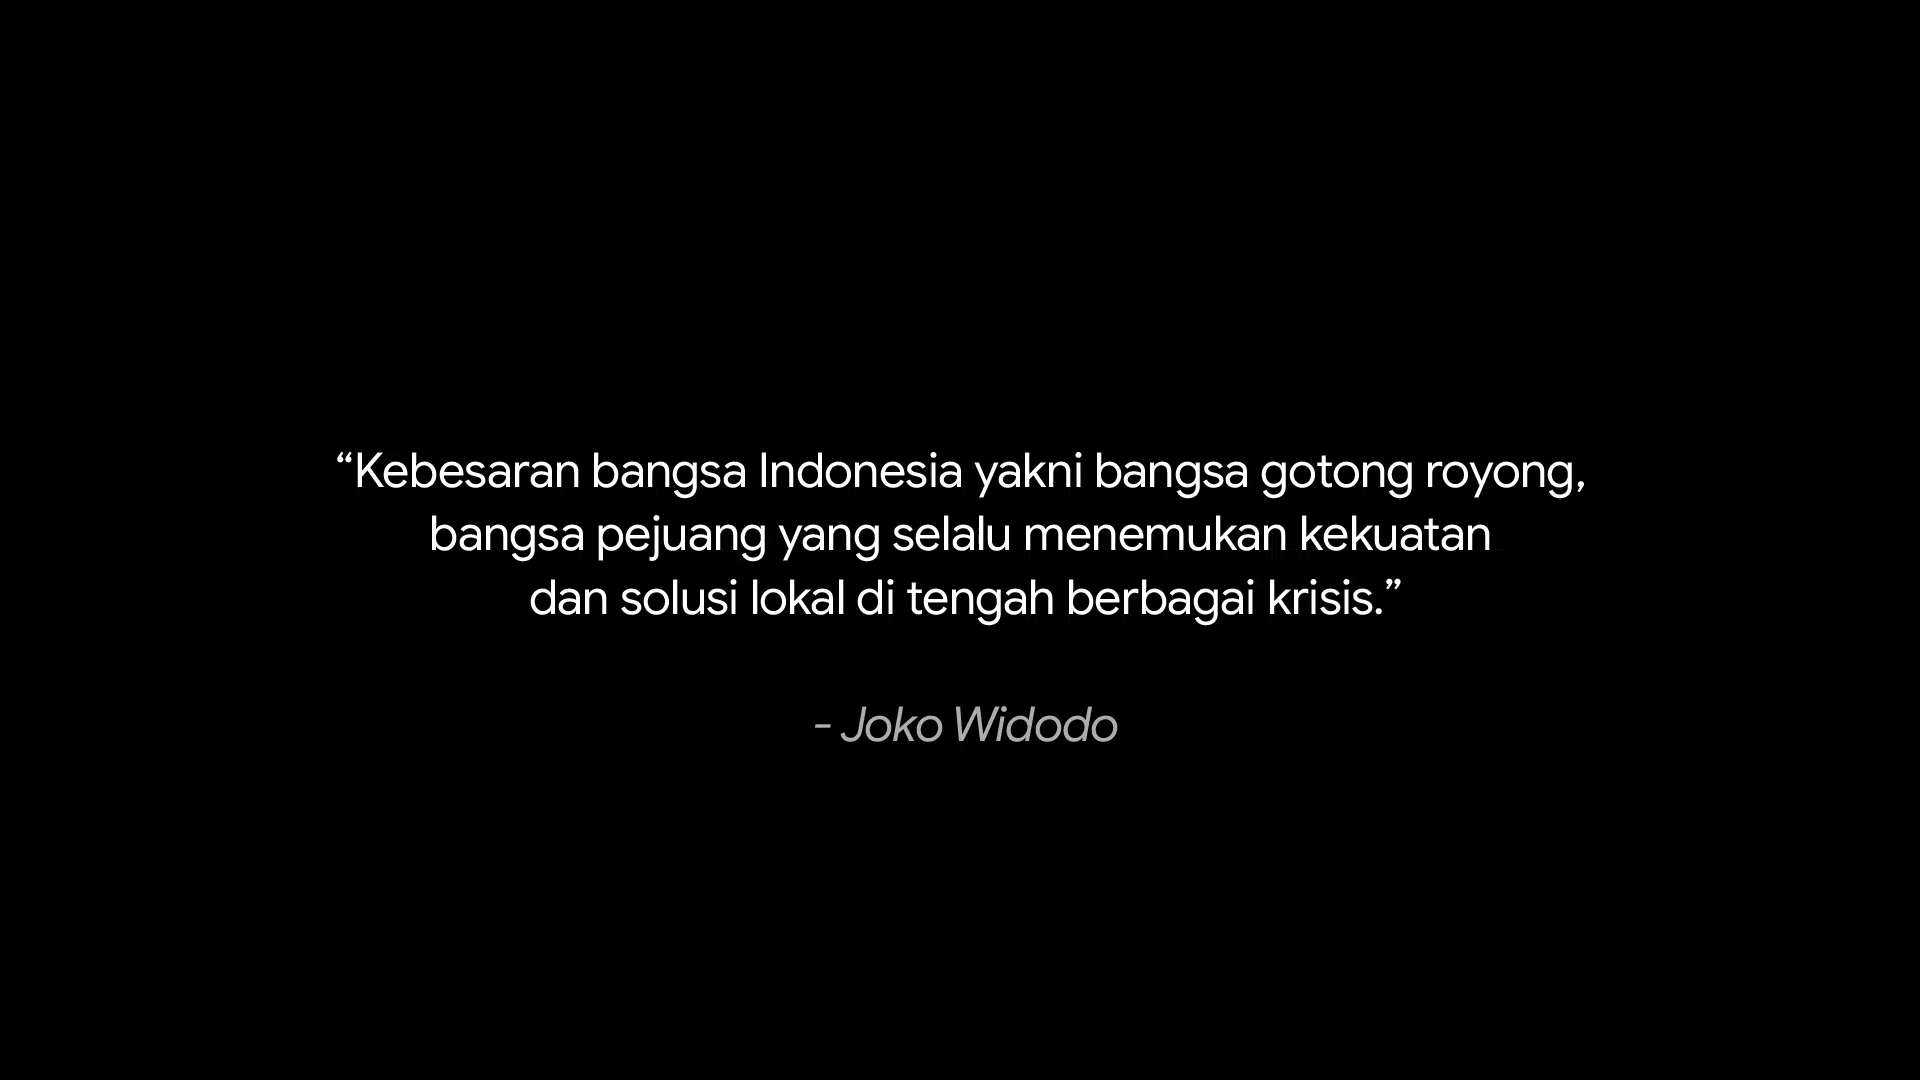 “Kebesaran bangsa Indonesia yakni bangsa gotong royong,
bangsa pejuang yang selalu menemukan kekuatan
dan solusi lokal di tengah berbagai krisis.”
- Joko Widodo